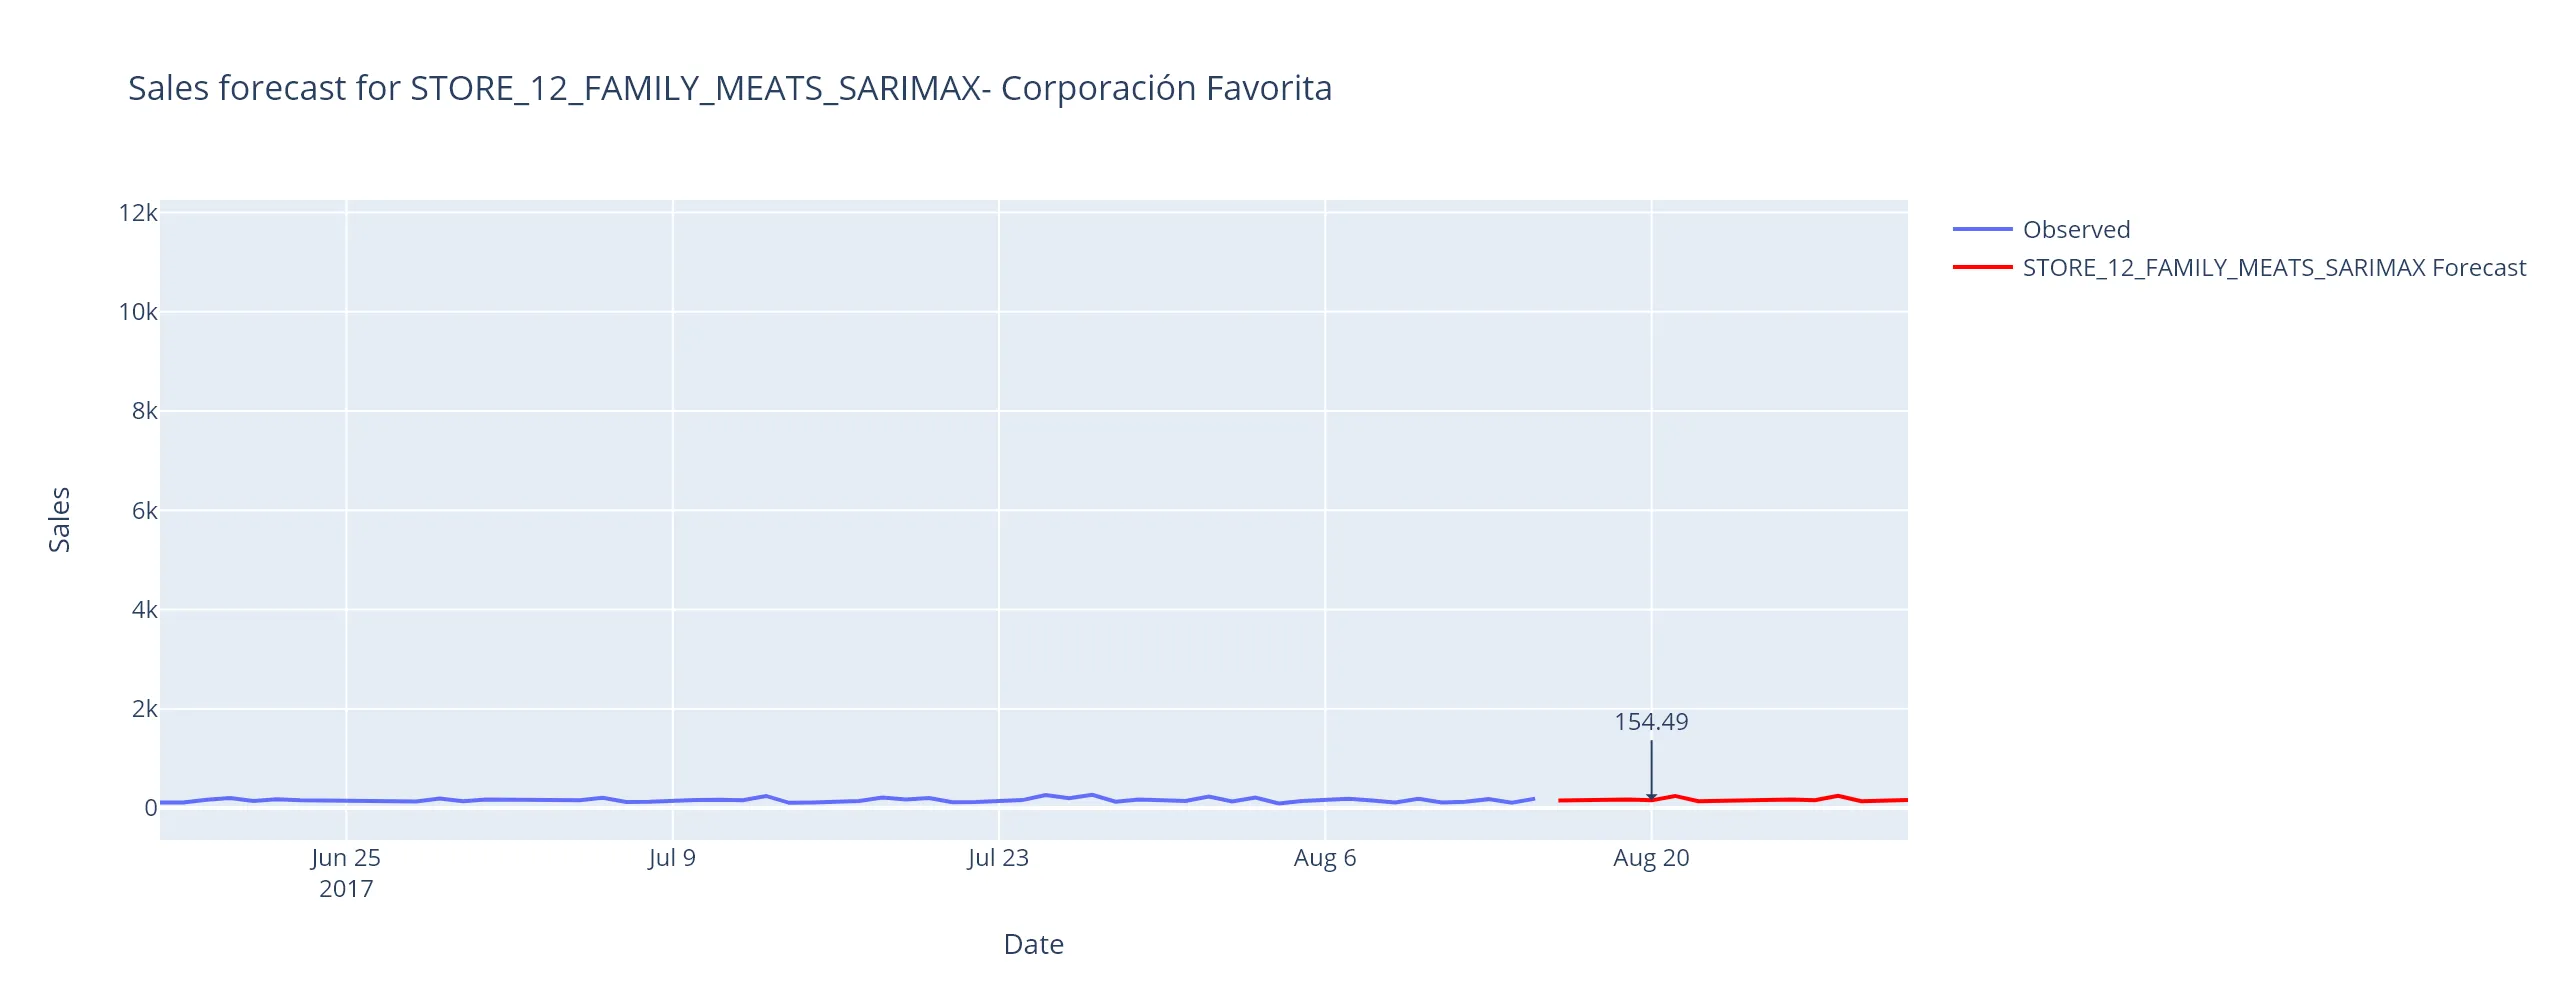 Sales forecast for STORE_12_FAMILY_MEATS_SARIMAX- Corporación Favorita
12k
10k
8k
6k
4k
2k
0
Sales
154.49
Jun 25
2017
Jul 9
Jul 23
Aug 6
Aug 20
Date
Observed
STORE_12_FAMILY_MEATS_SARIMAX Forecast